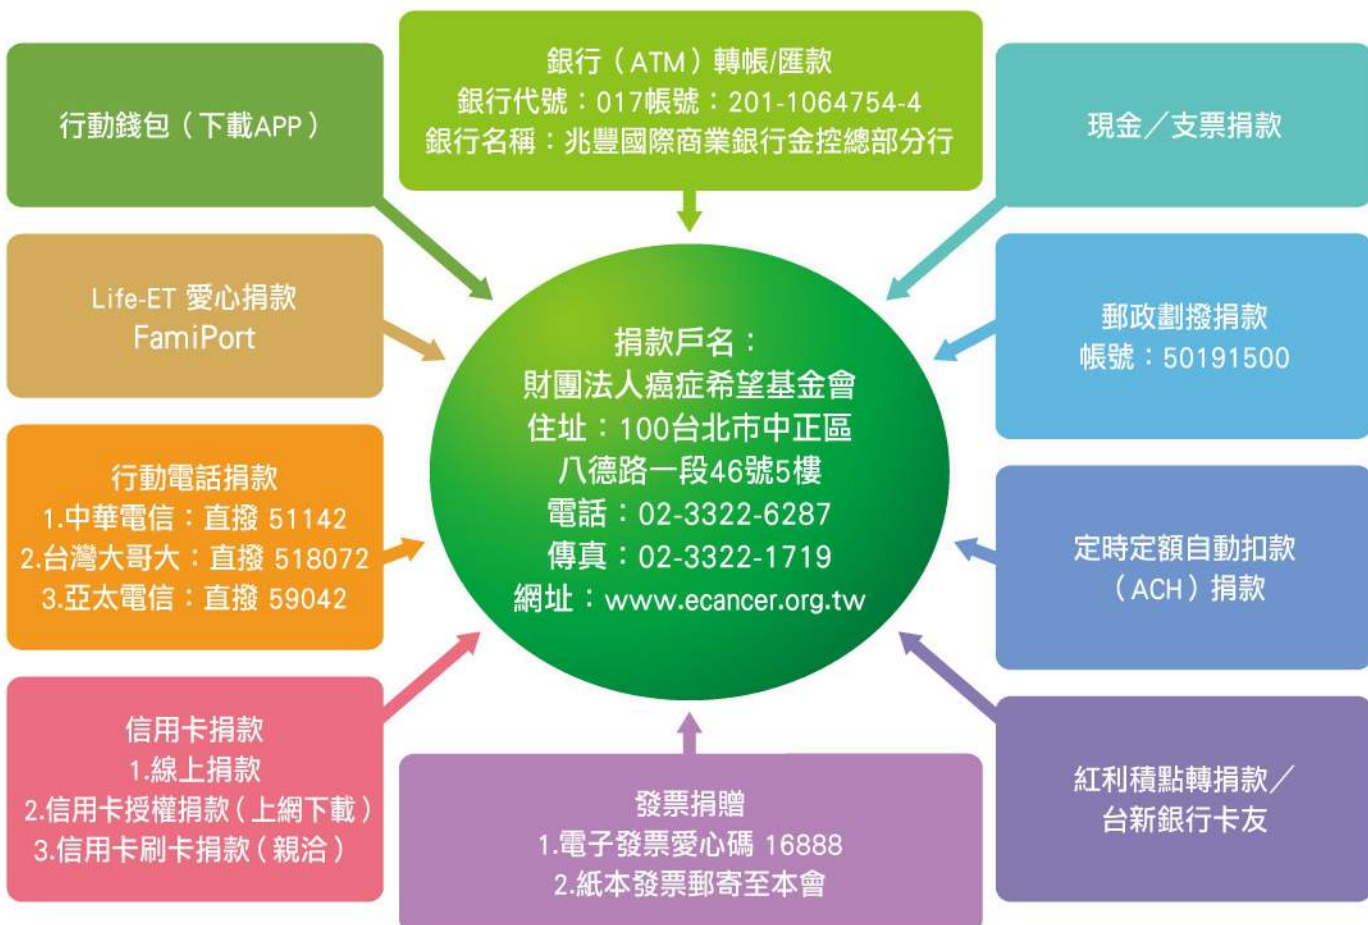 銀行（ATM）轉帳/匯款
銀行代號：017帳號：201-1064754-4
銀行名稱：兆豐國際商業銀行金控總部分行
行動錢包（下載APP）
現金／支票捐款
Life-ET 愛心捐款
FamiPort
郵政劃撥捐款
帳號：50191500
捐款戶名：
財團法人癌症希望基金會
住址：100台北市中正區
八德路一段46號5樓
電話：02-3322-6287
傳真：02-3322-1719
網址：www.ecancer.org.tw
行動電話捐款
1.中華電信：直撥 51142
2.台灣大哥大：直撥 518072
3.亞太電信：直撥 59042
定時定額自動扣款
（ACH）捐款
信用卡捐款
1.線上捐款
2.信用卡授權捐款（上網下載）
3.信用卡刷卡捐款（親洽）
發票捐贈
1.電子發票愛心碼 16888
2.紙本發票郵寄至本會
紅利積點轉捐款／
台新銀行卡友